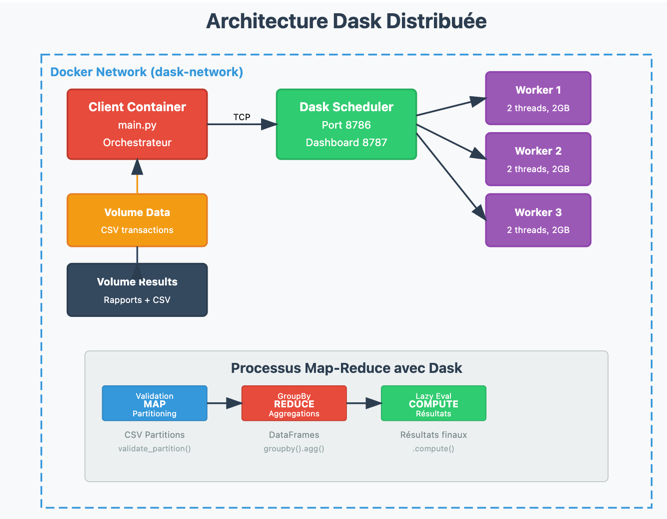 Architecture Dask Distribuée
Docker Network (dask-network)
Client Container
main.py
Orchestrateur
TCP
Dask Scheduler
Port 8786
Dashboard 8787
Worker 1
2 threads, 2GB
Worker 2
2 threads, 2GB
Worker 3
2 threads, 2GB
Volume Data
CSV transactions
Volume Results
Rapports + CSV
Processus Map-Reduce avec Dask
Validation
MAP
Partitioning
GroupBy
REDUCE
Aggregations
Lazy Eval
COMPUTE
Résultats
CSV Partitions
validate_partition()
DataFrames
groupby().agg()
Résultats finaux
.compute()